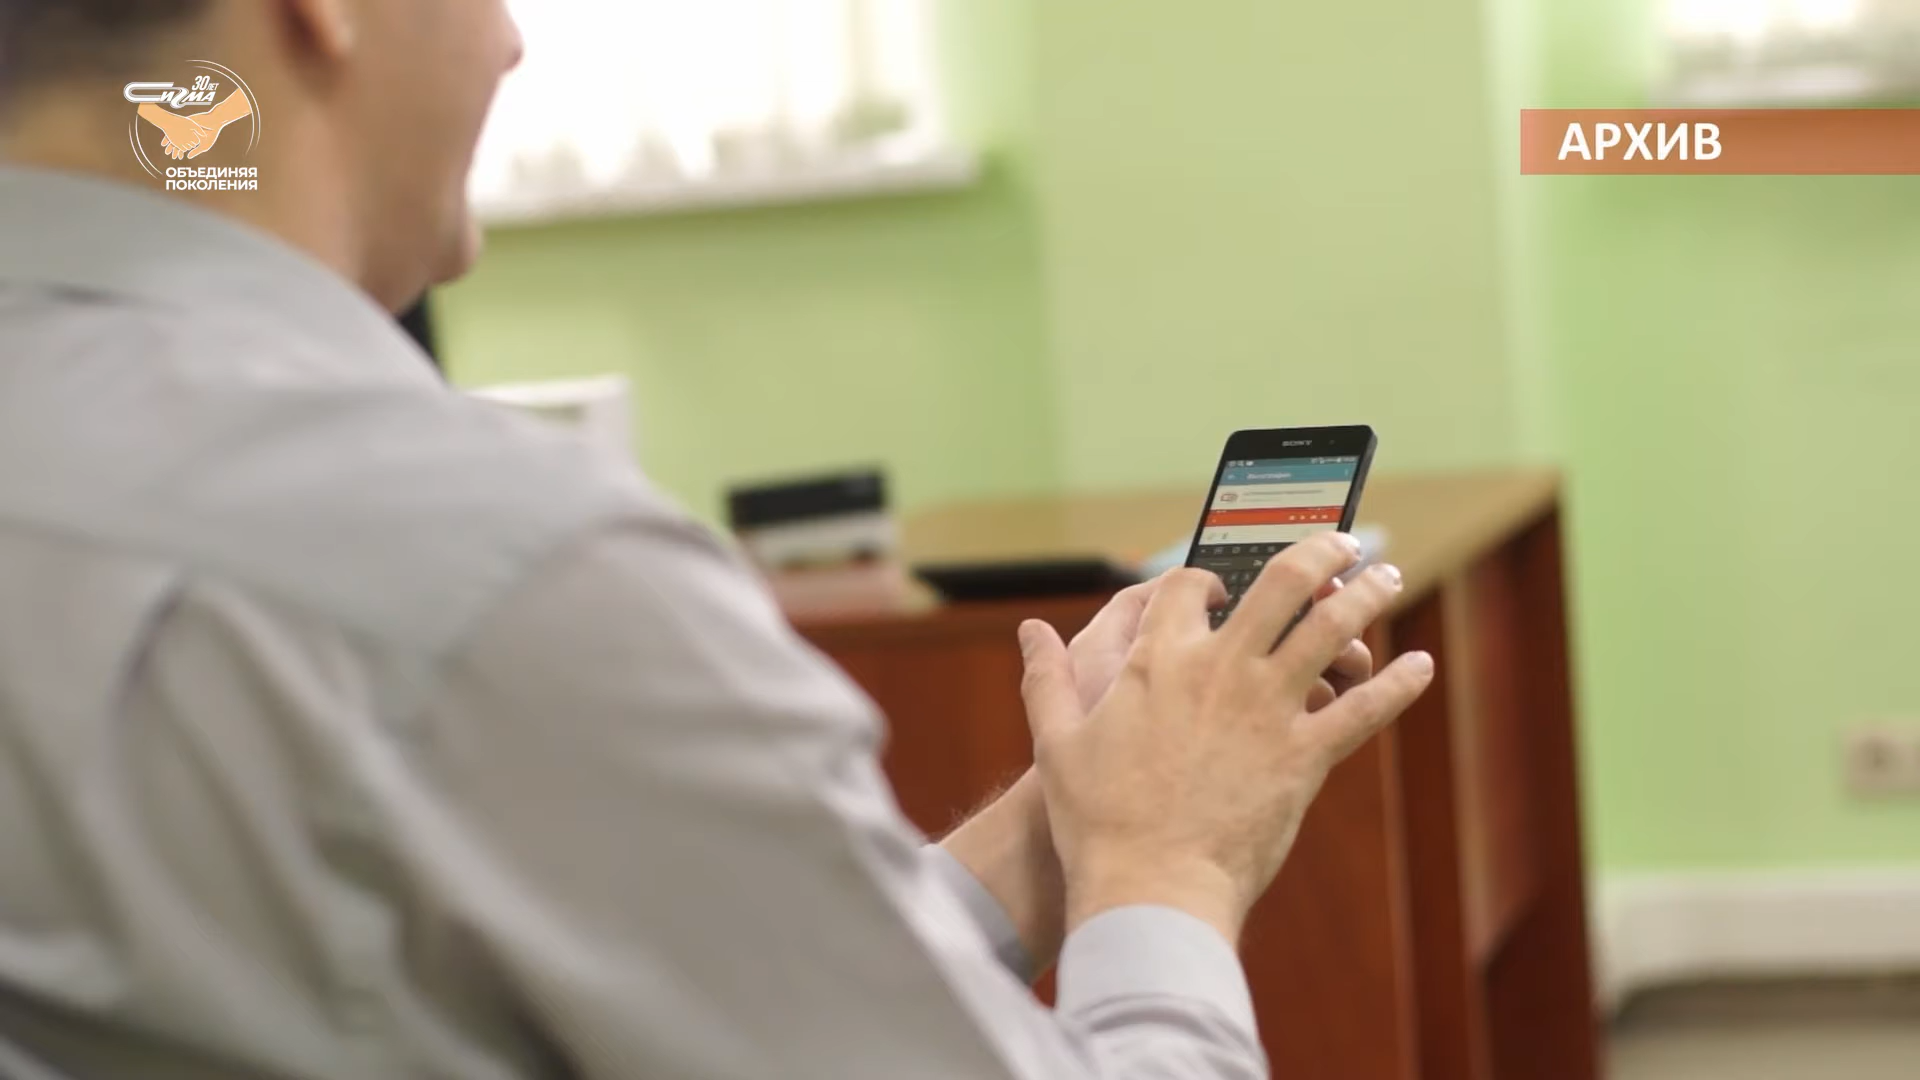 30 ЛЕТ
СИГМА
ОБЪЕДИНЯЯ
ПОКОЛЕНИЯ
АРХИВ
SONY